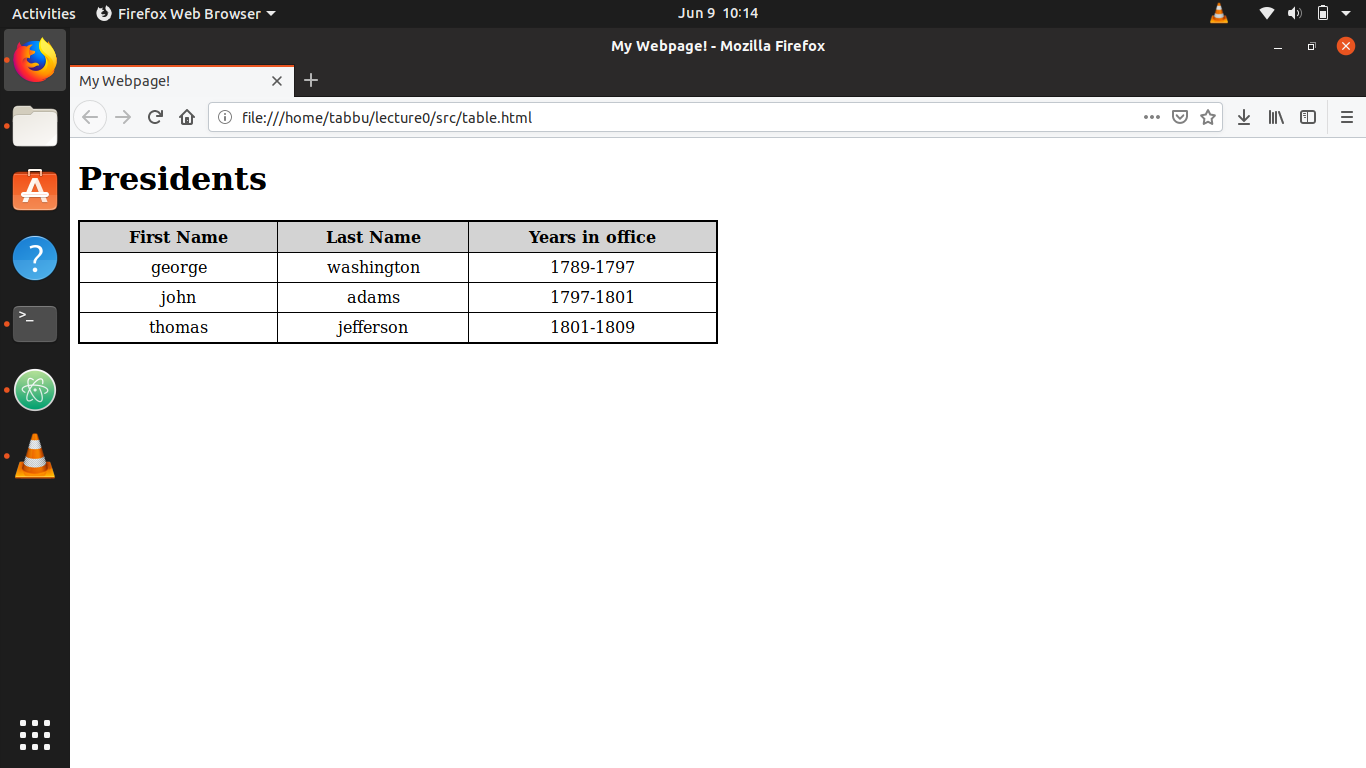 Activities Firefox Web Browser Jun 9 10:14
My Webpage! - Mozilla Firefox
My Webpage!
file:///home/tabbu/lecture0/src/table.html
Presidents
First Name Last Name Years in office
george washington 1789-1797
john adams 1797-1801
thomas jefferson 1801-1809